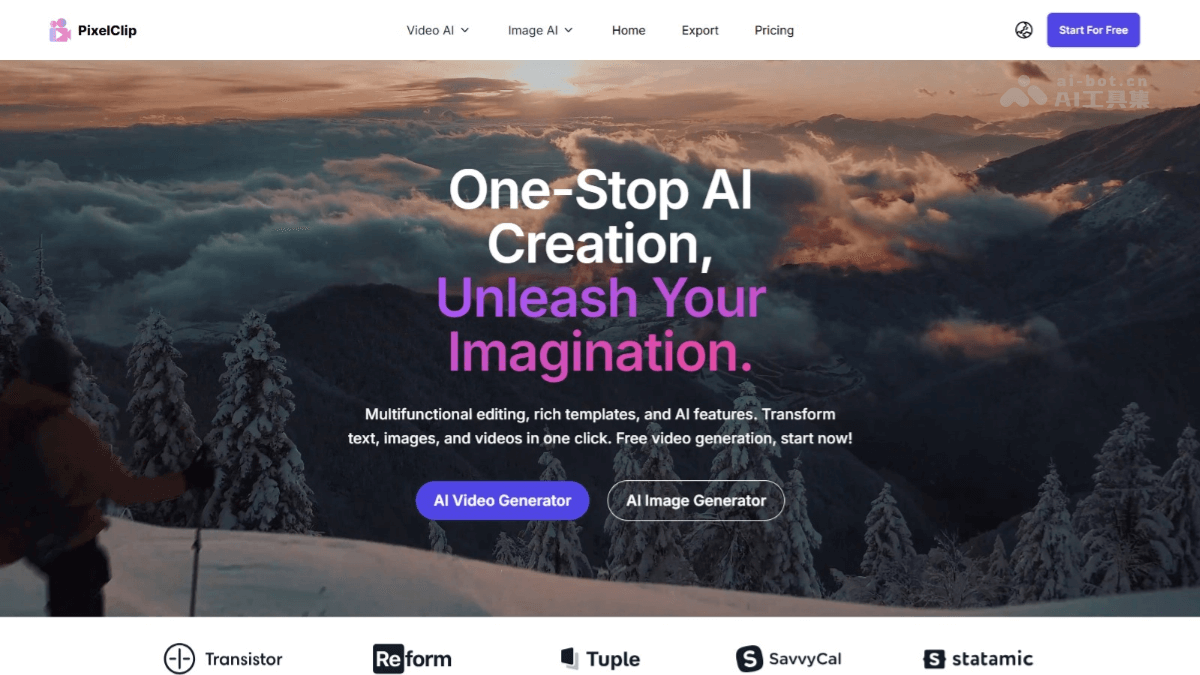 PixelClip
Video AI
Image AI
Home
Export
Pricing
Start For Free
ai-bot.cn
AI工具集
One-Stop AI
Creation,
Unleash Your
Imagination.
Multifunctional editing, rich templates, and AI features. Transform
text, images, and videos in one click. Free video generation, start now!
AI Video Generator
AI Image Generator
Transistor
Reform
Tuple
S SavvyCal
S statamic